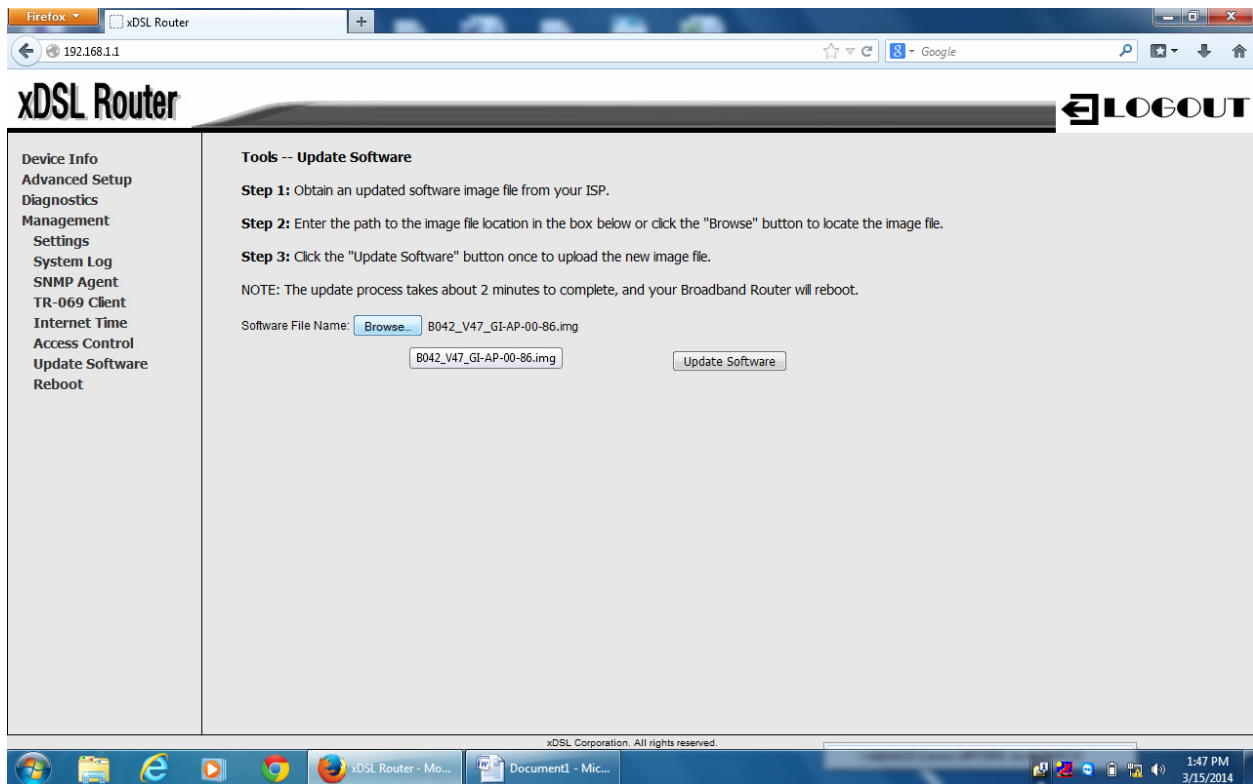 Firefox
xDSL Router
+
192.168.1.1
Google
xDSL Router
LOGOUT
Device Info
Advanced Setup
Diagnostics
Management
Settings
System Log
SNMP Agent
TR-069 Client
Internet Time
Access Control
Update Software
Reboot
Tools -- Update Software
Step 1: Obtain an updated software image file from your ISP.
Step 2: Enter the path to the image file location in the box below or click the "Browse" button to locate the image file.
Step 3: Click the "Update Software" button once to upload the new image file.
NOTE: The update process takes about 2 minutes to complete, and your Broadband Router will reboot.
Software File Name: Browse... B042_V47_GI-AP-00-86.img
B042_V47_GI-AP-00-86.img
Update Software
xDSL Corporation. All rights reserved.
xDSL Router - Mo...
Document1 - Mic...
1:47 PM
3/15/2014